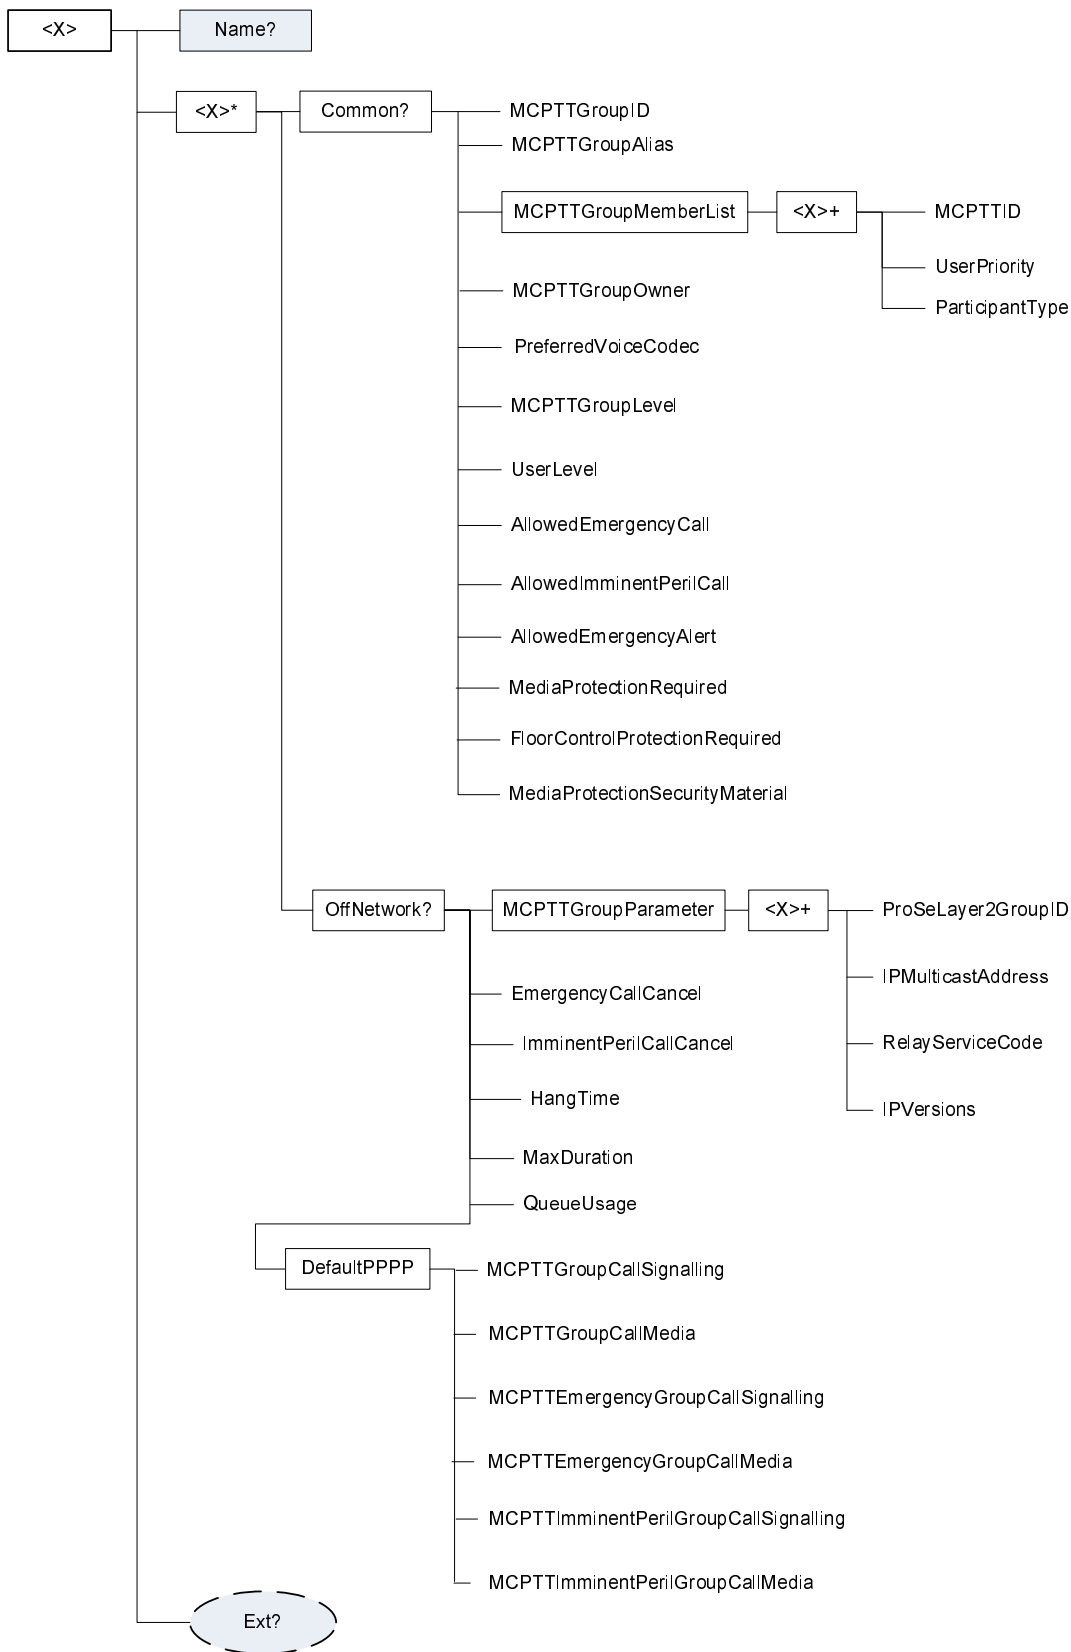 <X>
Name?
<X>*
Common?
MCPTTGroupID
MCPTTGroupAlias
MCPTTGroupMemberList
<X>+
MCPTTID
UserPriority
ParticipantType
MCPTTGroupOwner
PreferredVoiceCodec
MCPTTGroupLevel
UserLevel
AllowedEmergencyCall
AllowedImminentPerilCall
AllowedEmergencyAlert
MediaProtectionRequired
FloorControlProtectionRequired
MediaProtectionSecurityMaterial
OffNetwork?
MCPTTGroupParameter
<X>+
ProSeLayer2GroupID
IPMulticastAddress
RelayServiceCode
IPVersions
EmergencyCallCancel
ImminentPerilCallCancel
HangTime
MaxDuration
QueueUsage
DefaultPPPP
MCPTTGroupCallSignalling
MCPTTGroupCallMedia
MCPTTEmergencyGroupCallSignalling
MCPTTEmergencyGroupCallMedia
MCPTTImminentPerilGroupCallSignalling
MCPTTImminentPerilGroupCallMedia
Ext?